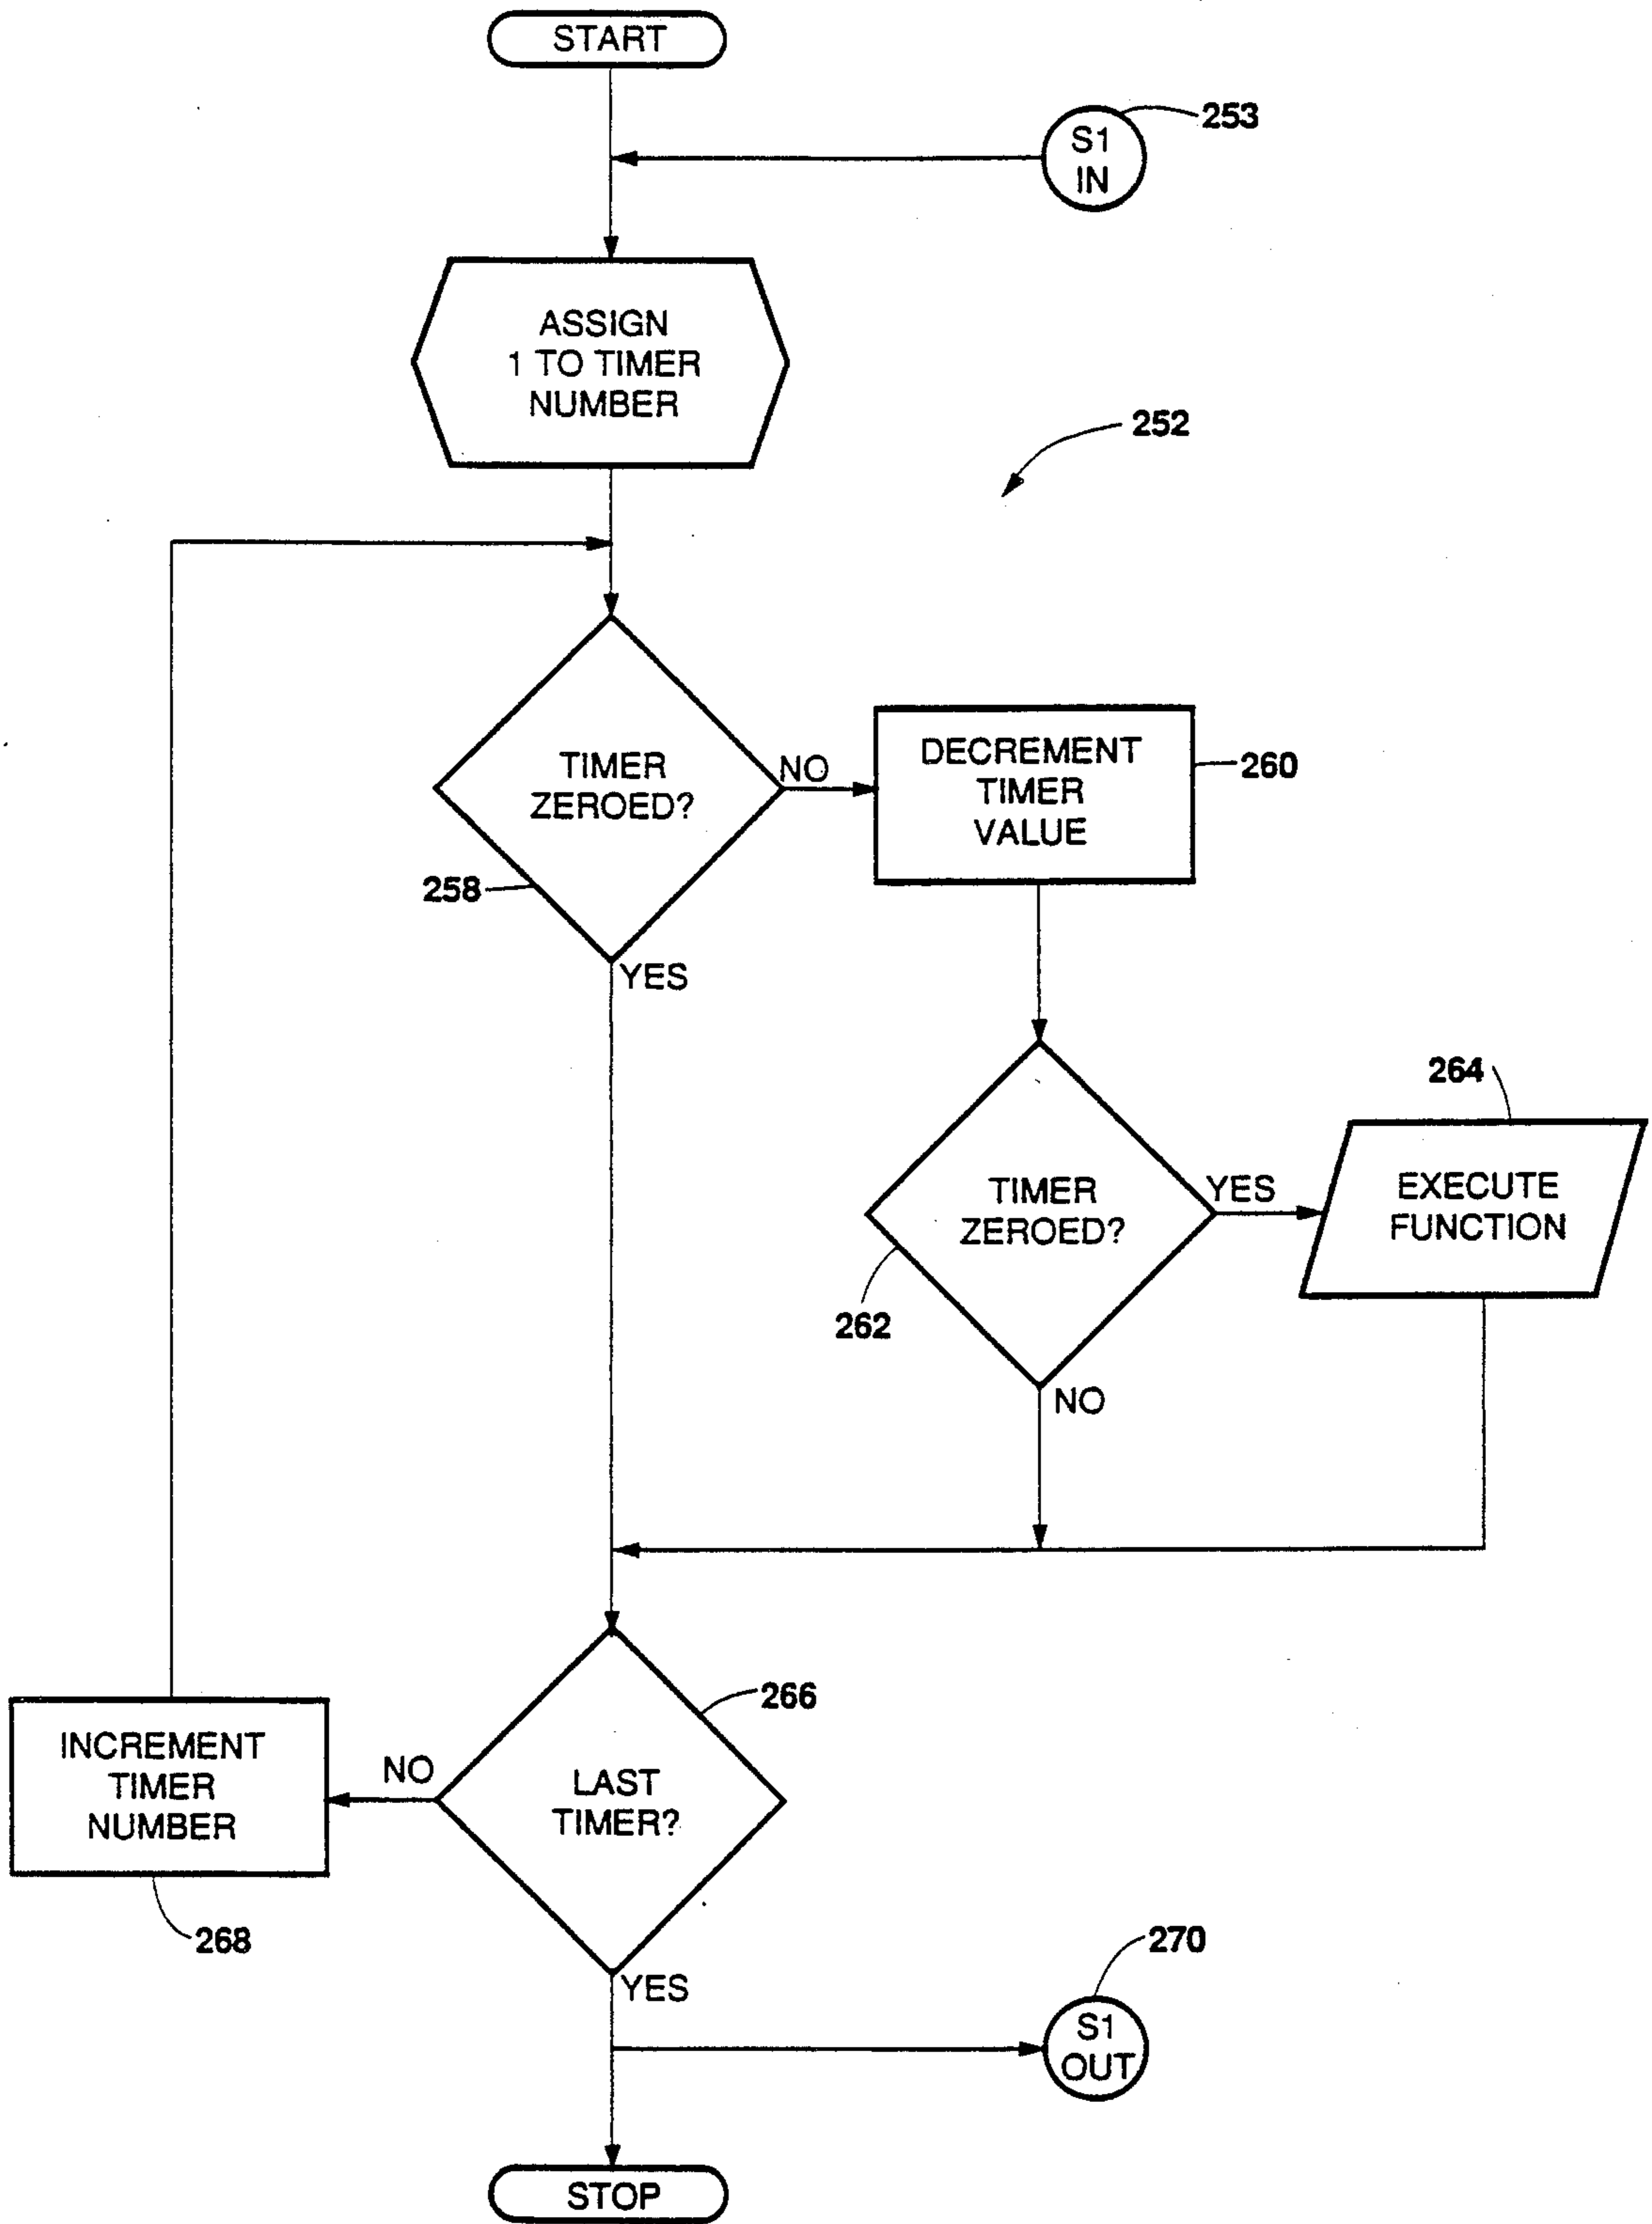 START
253
S1
IN
ASSIGN
1 TO TIMER
NUMBER
252
TIMER
ZEROED?
NO
DECREMENT
TIMER
VALUE
260
258
YES
264
TIMER
ZEROED?
YES
EXECUTE
FUNCTION
262
NO
266
INCREMENT
TIMER
NUMBER
NO
LAST
TIMER?
268
YES
270
S1
OUT
STOP